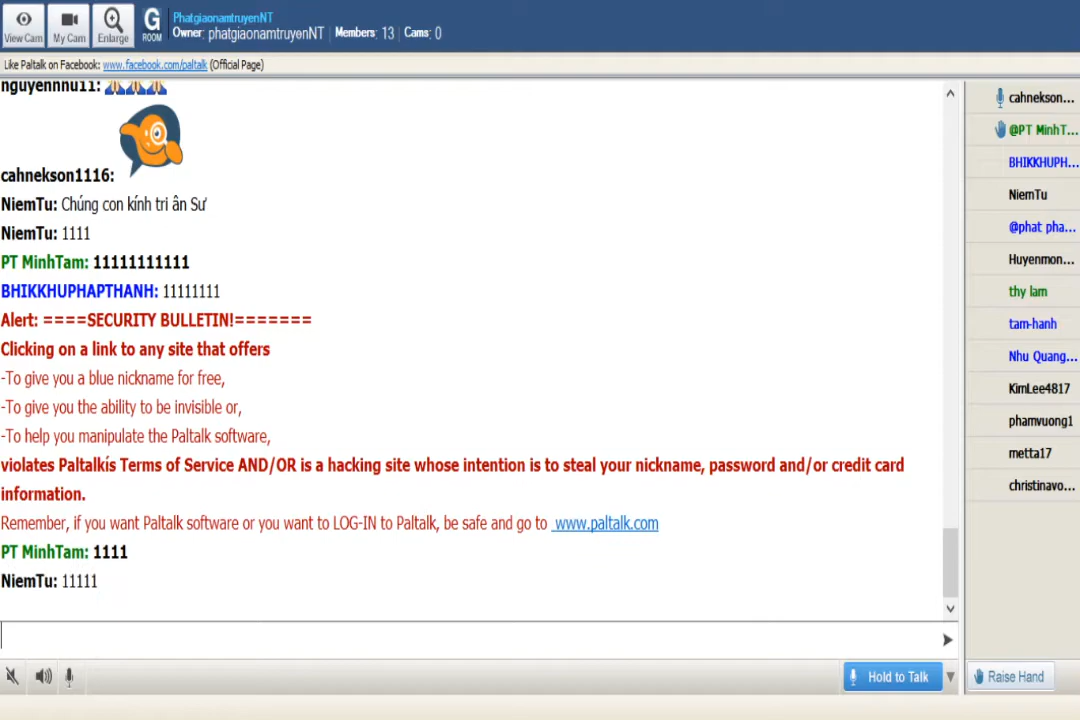 View Cam
My Cam
Enlarge
G
ROOM
PhatgiaonamtruyenNT
Owner: phatgiaonamtruyenNT | Members: 13 | Cams: 0
Like Paltalk on Facebook: www.facebook.com/paltalk (Official Page)
nguyennhu11:
cahnekson1116:
NiemTu: Chúng con kính tri ân Sư
NiemTu: 1111
PT MinhTam: 11111111111
BHIKKHUPHAPTHANH: 11111111
Alert: ====SECURITY BULLETIN!=======
Clicking on a link to any site that offers
-To give you a blue nickname for free,
-To give you the ability to be invisible or,
-To help you manipulate the Paltalk software,
violates Paltalkís Terms of Service AND/OR is a hacking site whose intention is to steal your nickname, password and/or credit card
information.
Remember, if you want Paltalk software or you want to LOG-IN to Paltalk, be safe and go to www.paltalk.com
PT MinhTam: 1111
NiemTu: 11111
Hold to Talk
cahnekson...
@PT MinhT...
BHIKKHUPH...
NiemTu
@phat pha...
Huyenmon...
thy lam
tam-hanh
Nhu Quang...
KimLee4817
phamvuong1
metta17
christinavo...
Raise Hand